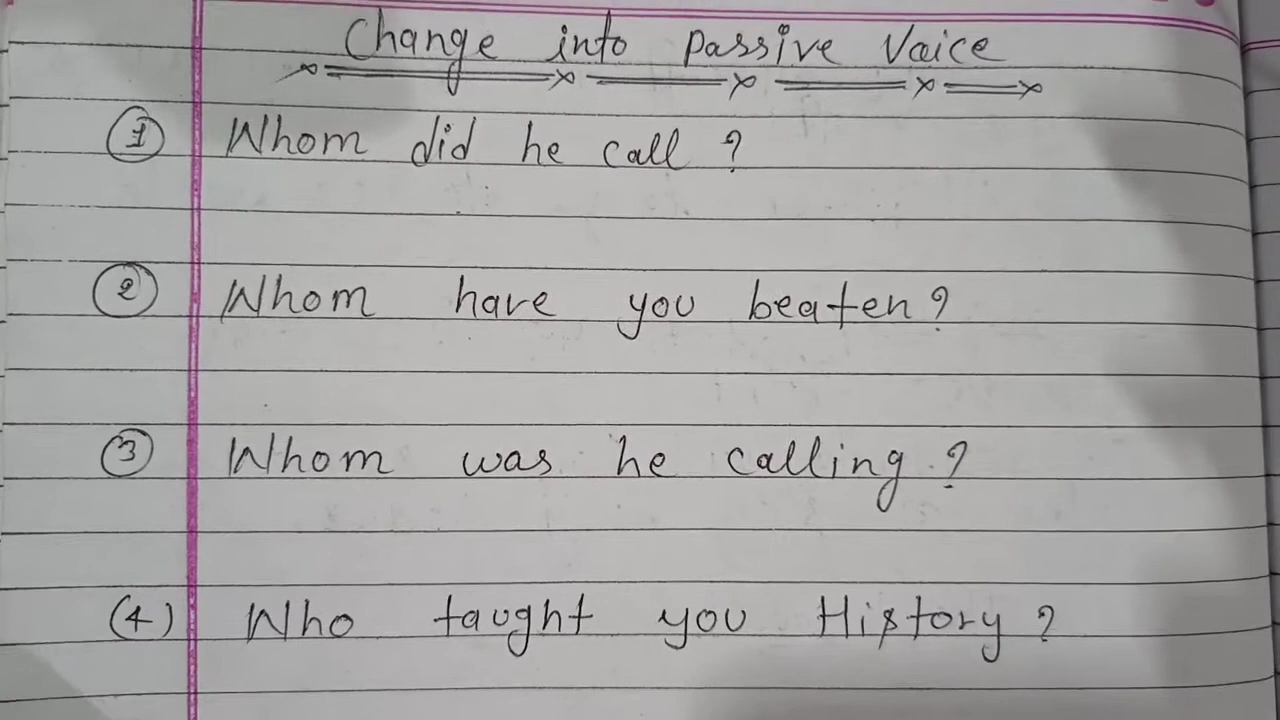 Change into passive Vaice
1 Whom did he call ?
2 Whom have you beaten ?
3 Whom was he calling ?
(4) Who taught you History ?